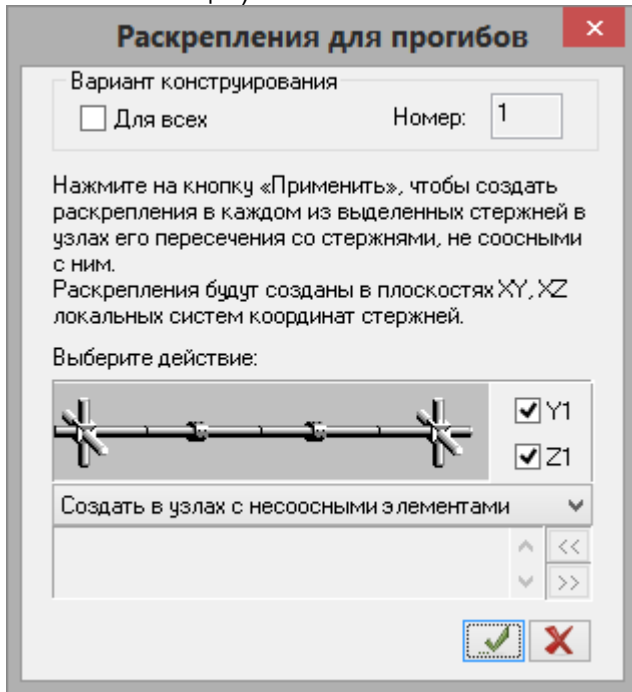 Раскрепления для прогибов
Вариант конструирования
Для всех Номер: 1
Нажмите на кнопку «Применить», чтобы создать
раскрепления в каждом из выделенных стержней в
узлах его пересечения со стержнями, не соосными
с ним.
Раскрепления будут созданы в плоскостях XY, XZ
локальных систем координат стержней.
Выберите действие:
Y1
Z1
Создать в узлах с несоосными элементами
<<
>>